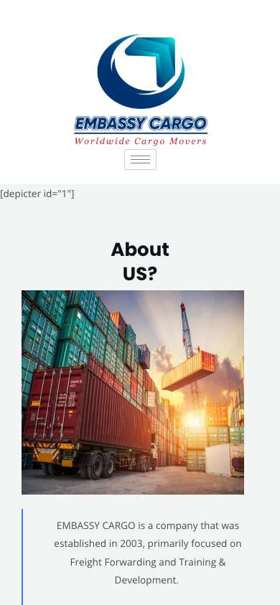 EMBASSY CARGO
Worldwide Cargo Movers
[depicter id="1"]
About
US?
EMBASSY CARGO is a company that was
established in 2003, primarily focused on
Freight Forwarding and Training &
Development.